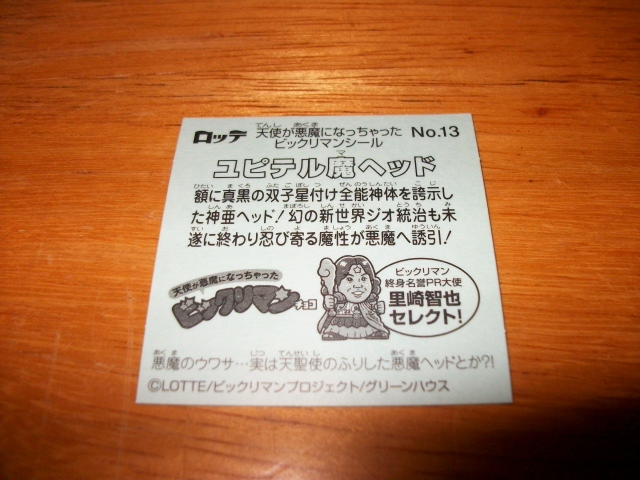 ロッテ 天使が悪魔になっちゃった No.13
ビックリマンシール
ユピテル魔ヘッド
額に真黒の双子星付け全能神体を誇示し
た神亜ヘッド!幻の新世界ジオ統治も未
遂に終わり忍び寄る魔性が悪魔へ誘引!
天使が悪魔になっちゃった
ビックリマン
チョコ
ビックリマン
終身名誉PR大使
里崎智也
セレクト!
悪魔のウワサ…実は天聖使のふりした悪魔ヘッドとか?!
©LOTTE/ビックリマンプロジェクト/グリーンハウス